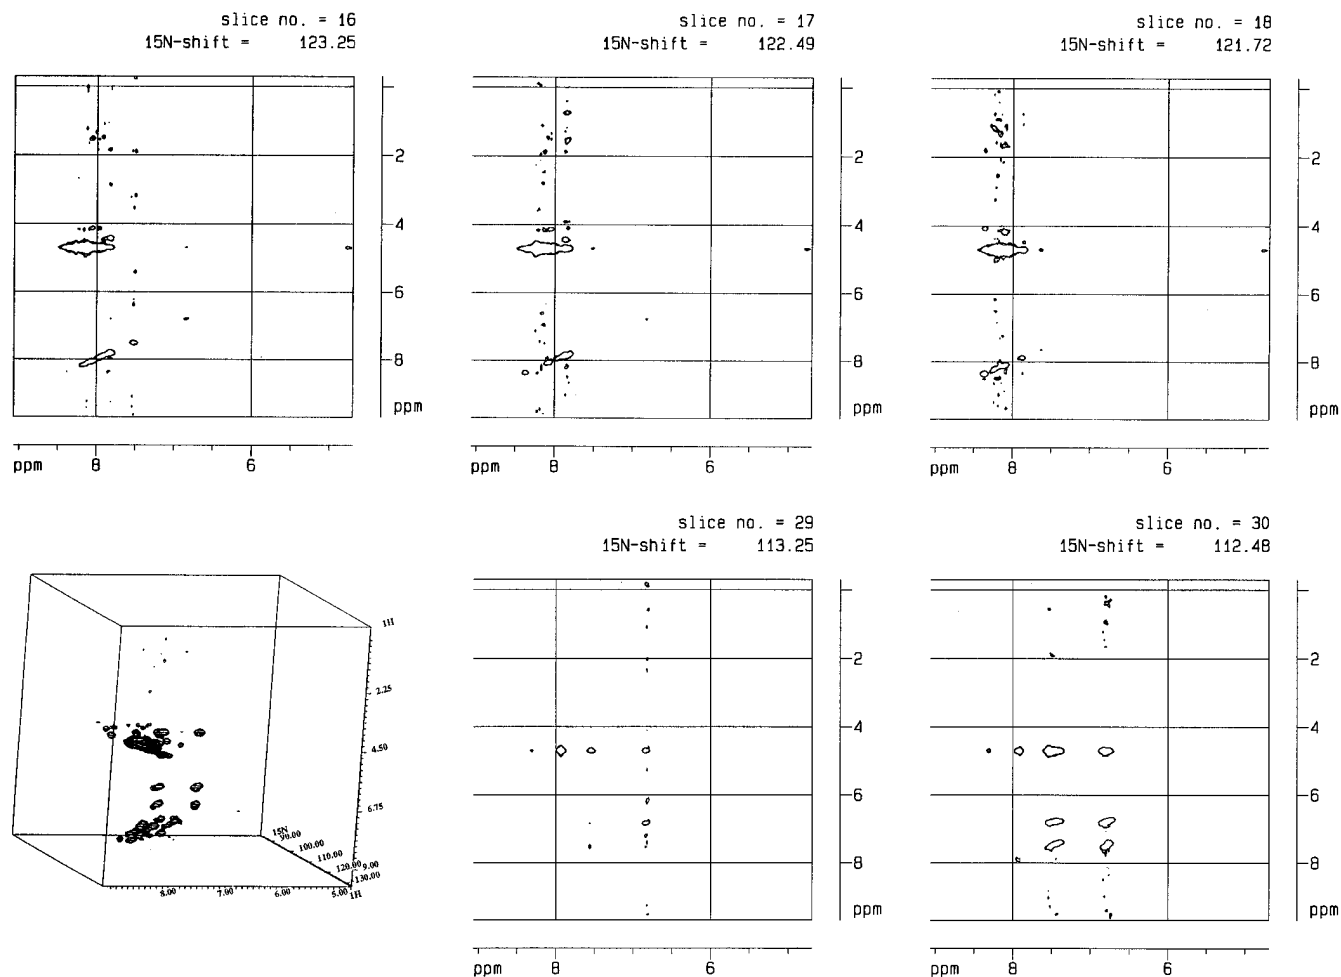 slice no. = 16
15N-shift = 123.25
2
4
6
8
ppm
ppm 8 6
slice no. = 17
15N-shift = 122.49
2
4
6
8
ppm
ppm 8 6
slice no. = 18
15N-shift = 121.72
2
4
6
8
ppm
ppm 8 6
1H
2.25
4.50
6.75
9.00
15N
90.00
100.00
110.00
120.00
130.00
8.00 7.00 6.00 5.00
1H
slice no. = 29
15N-shift = 113.25
2
4
6
8
ppm
ppm 8 6
slice no. = 30
15N-shift = 112.48
2
4
6
8
ppm
ppm 8 6